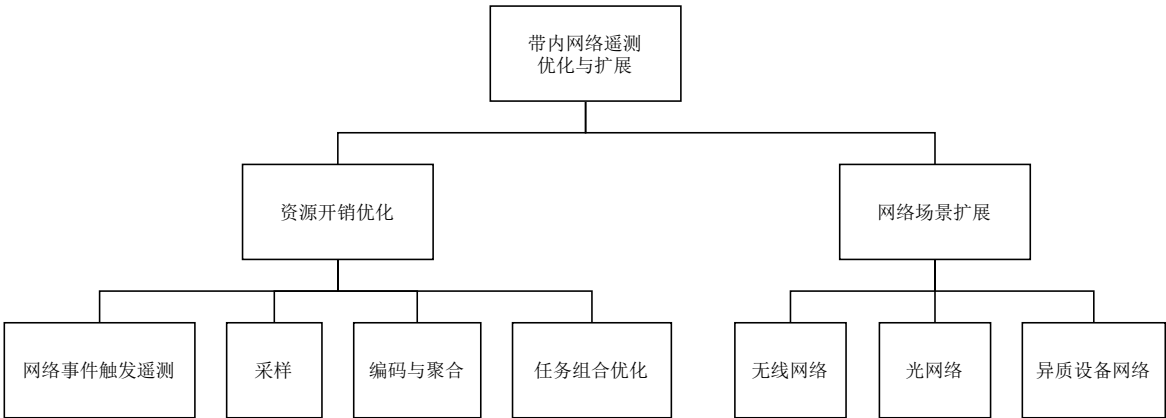 带内网络遥测
优化与扩展
资源开销优化
网络场景扩展
网络事件触发遥测
采样
编码与聚合
任务组合优化
无线网络
光网络
异质设备网络